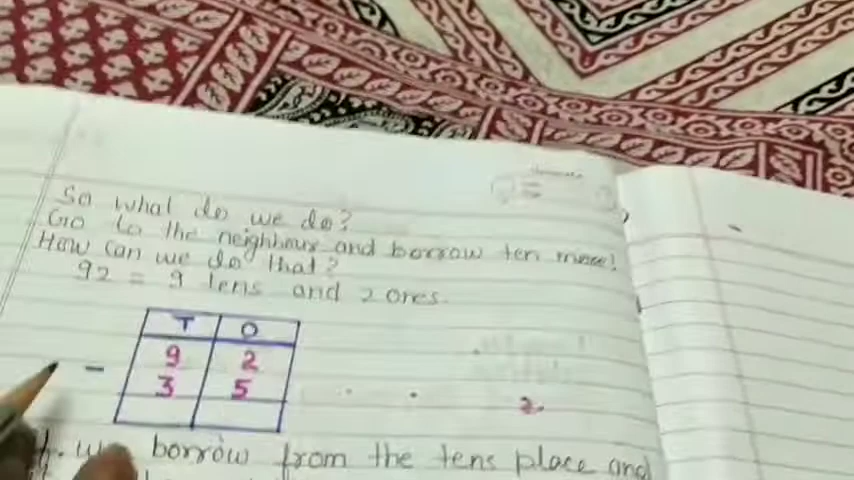 So what do we do?
Go to the neighbour and borrow ten more!
How can we do that?
92 = 9 tens and 2 ones.
T O
9 2
- 3 5
2.
borrow from the tens place and